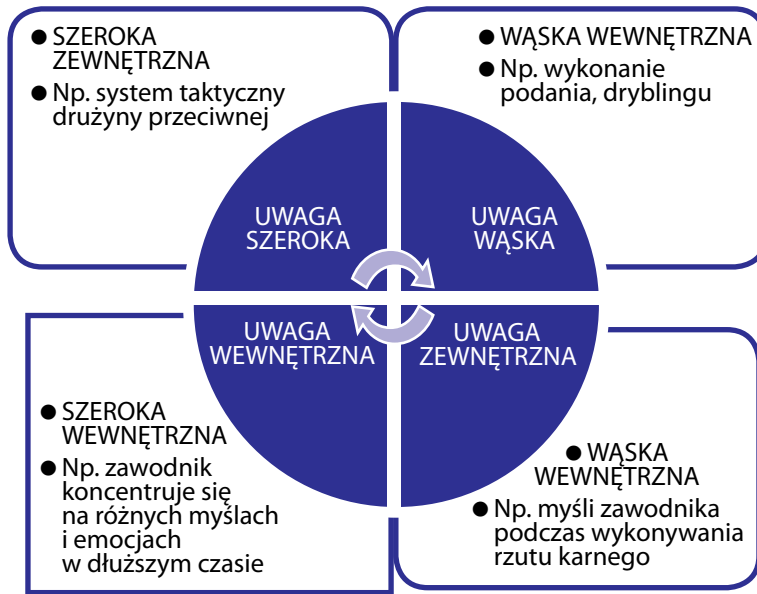 ● SZEROKA
ZEWNĘTRZNA
● Np. system taktyczny
drużyny przeciwnej
● WĄSKA WEWNĘTRZNA
● Np. wykonanie
podania, dryblingu
UWAGA
SZEROKA
UWAGA
WĄSKA
UWAGA
WEWNĘTRZNA
UWAGA
ZEWNĘTRZNA
● SZEROKA
WEWNĘTRZNA
● Np. zawodnik
koncentruje się
na różnych myślach
i emocjach
w dłuższym czasie
● WĄSKA
WEWNĘTRZNA
● Np. myśli zawodnika
podczas wykonywania
rzutu karnego